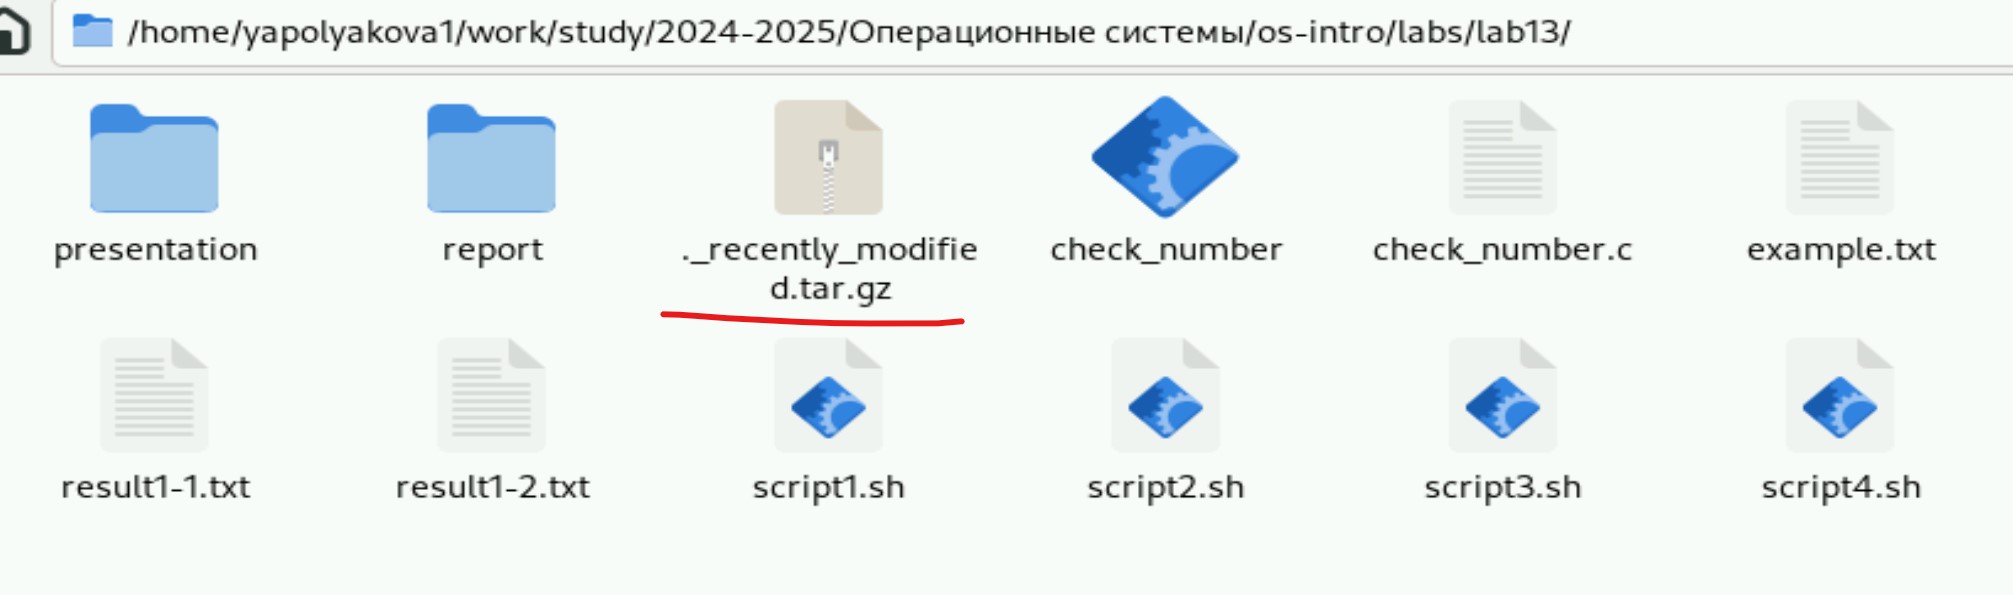 /home/yapolyakova1/work/study/2024-2025/Операционные системы/os-intro/labs/lab13/
presentation
report
._recently_modifie
d.tar.gz
check_number
check_number.c
example.txt
result1-1.txt
result1-2.txt
script1.sh
script2.sh
script3.sh
script4.sh